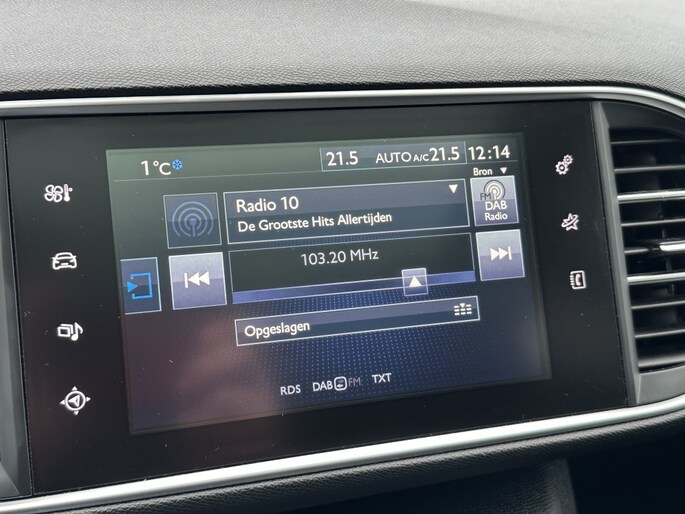 1°C
21.5 AUTO A/C 21.5 12:14
Bron
Radio 10
De Grootste Hits Allertijden
FM
DAB
Radio
103.20 MHz
Opgeslagen
RDS DAB FM TXT